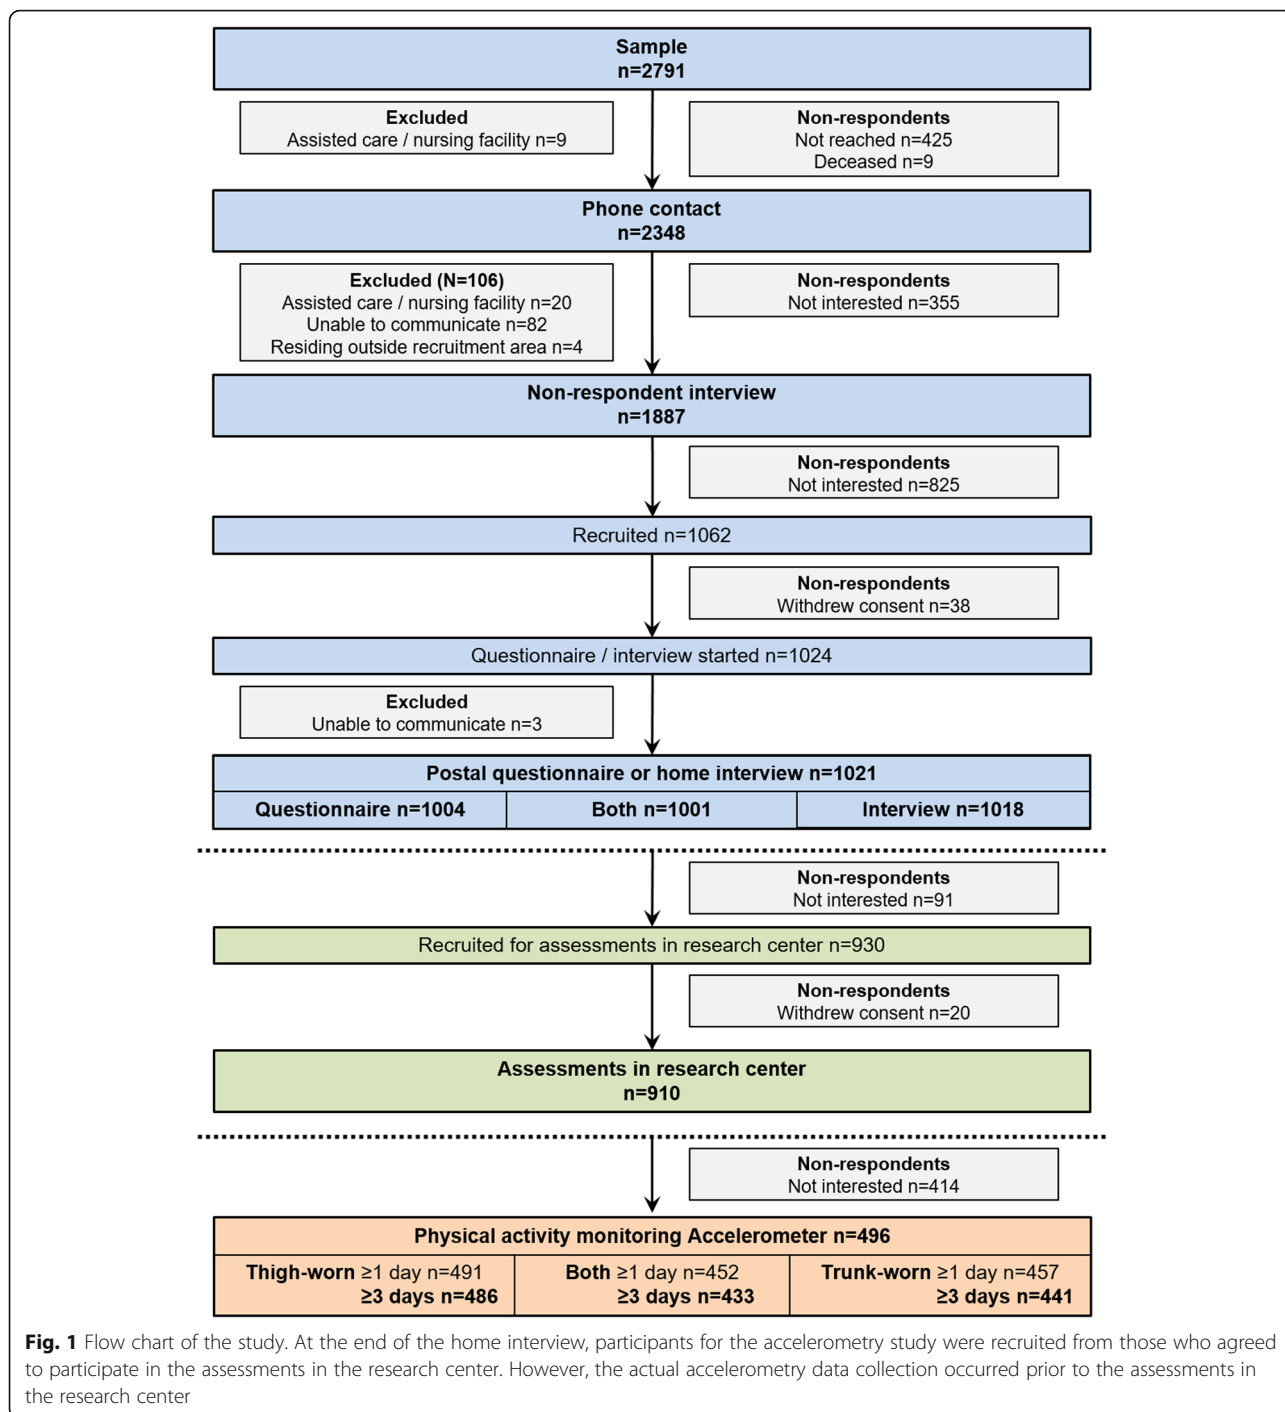 Sample
n=2791
Excluded
Assisted care / nursing facility n=9
Non-respondents
Not reached n=425
Deceased n=9
Phone contact
n=2348
Excluded (N=106)
Assisted care / nursing facility n=20
Unable to communicate n=82
Residing outside recruitment area n=4
Non-respondents
Not interested n=355
Non-respondent interview
n=1887
Non-respondents
Not interested n=825
Recruited n=1062
Non-respondents
Withdrew consent n=38
Questionnaire / interview started n=1024
Excluded
Unable to communicate n=3
Postal questionnaire or home interview n=1021
Questionnaire n=1004
Both n=1001
Interview n=1018
Non-respondents
Not interested n=91
Recruited for assessments in research center n=930
Non-respondents
Withdrew consent n=20
Assessments in research center
n=910
Non-respondents
Not interested n=414
Physical activity monitoring Accelerometer n=496
Thigh-worn ≥1 day n=491
≥3 days n=486
Both ≥1 day n=452
≥3 days n=433
Trunk-worn ≥1 day n=457
≥3 days n=441
Fig. 1 Flow chart of the study. At the end of the home interview, participants for the accelerometry study were recruited from those who agreed
to participate in the assessments in the research center. However, the actual accelerometry data collection occurred prior to the assessments in
the research center